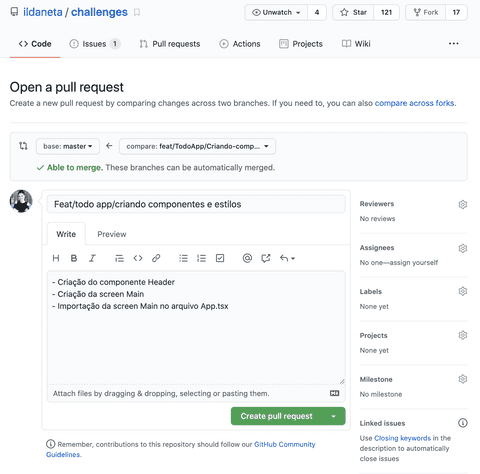 ildaneta / challenges
Unwatch 4 Star 121 Fork 17
Code Issues 1 Pull requests Actions Projects Wiki ...
Open a pull request
Create a new pull request by comparing changes across two branches. If you need to, you can also compare across forks.
base: master compare: feat/TodoApp/Criando-comp...
Able to merge. These branches can be automatically merged.
Feat/todo app/criando componentes e estilos
Write Preview
- Criação do componente Header
- Criação da screen Main
- Importação da screen Main no arquivo App.tsx
Attach files by dragging & dropping, selecting or pasting them.
Create pull request
Remember, contributions to this repository should follow our GitHub Community
Guidelines.
Reviewers
No reviews
Assignees
No one—assign yourself
Labels
None yet
Projects
None yet
Milestone
No milestone
Linked issues
Use Closing keywords in the
description to automatically
close issues